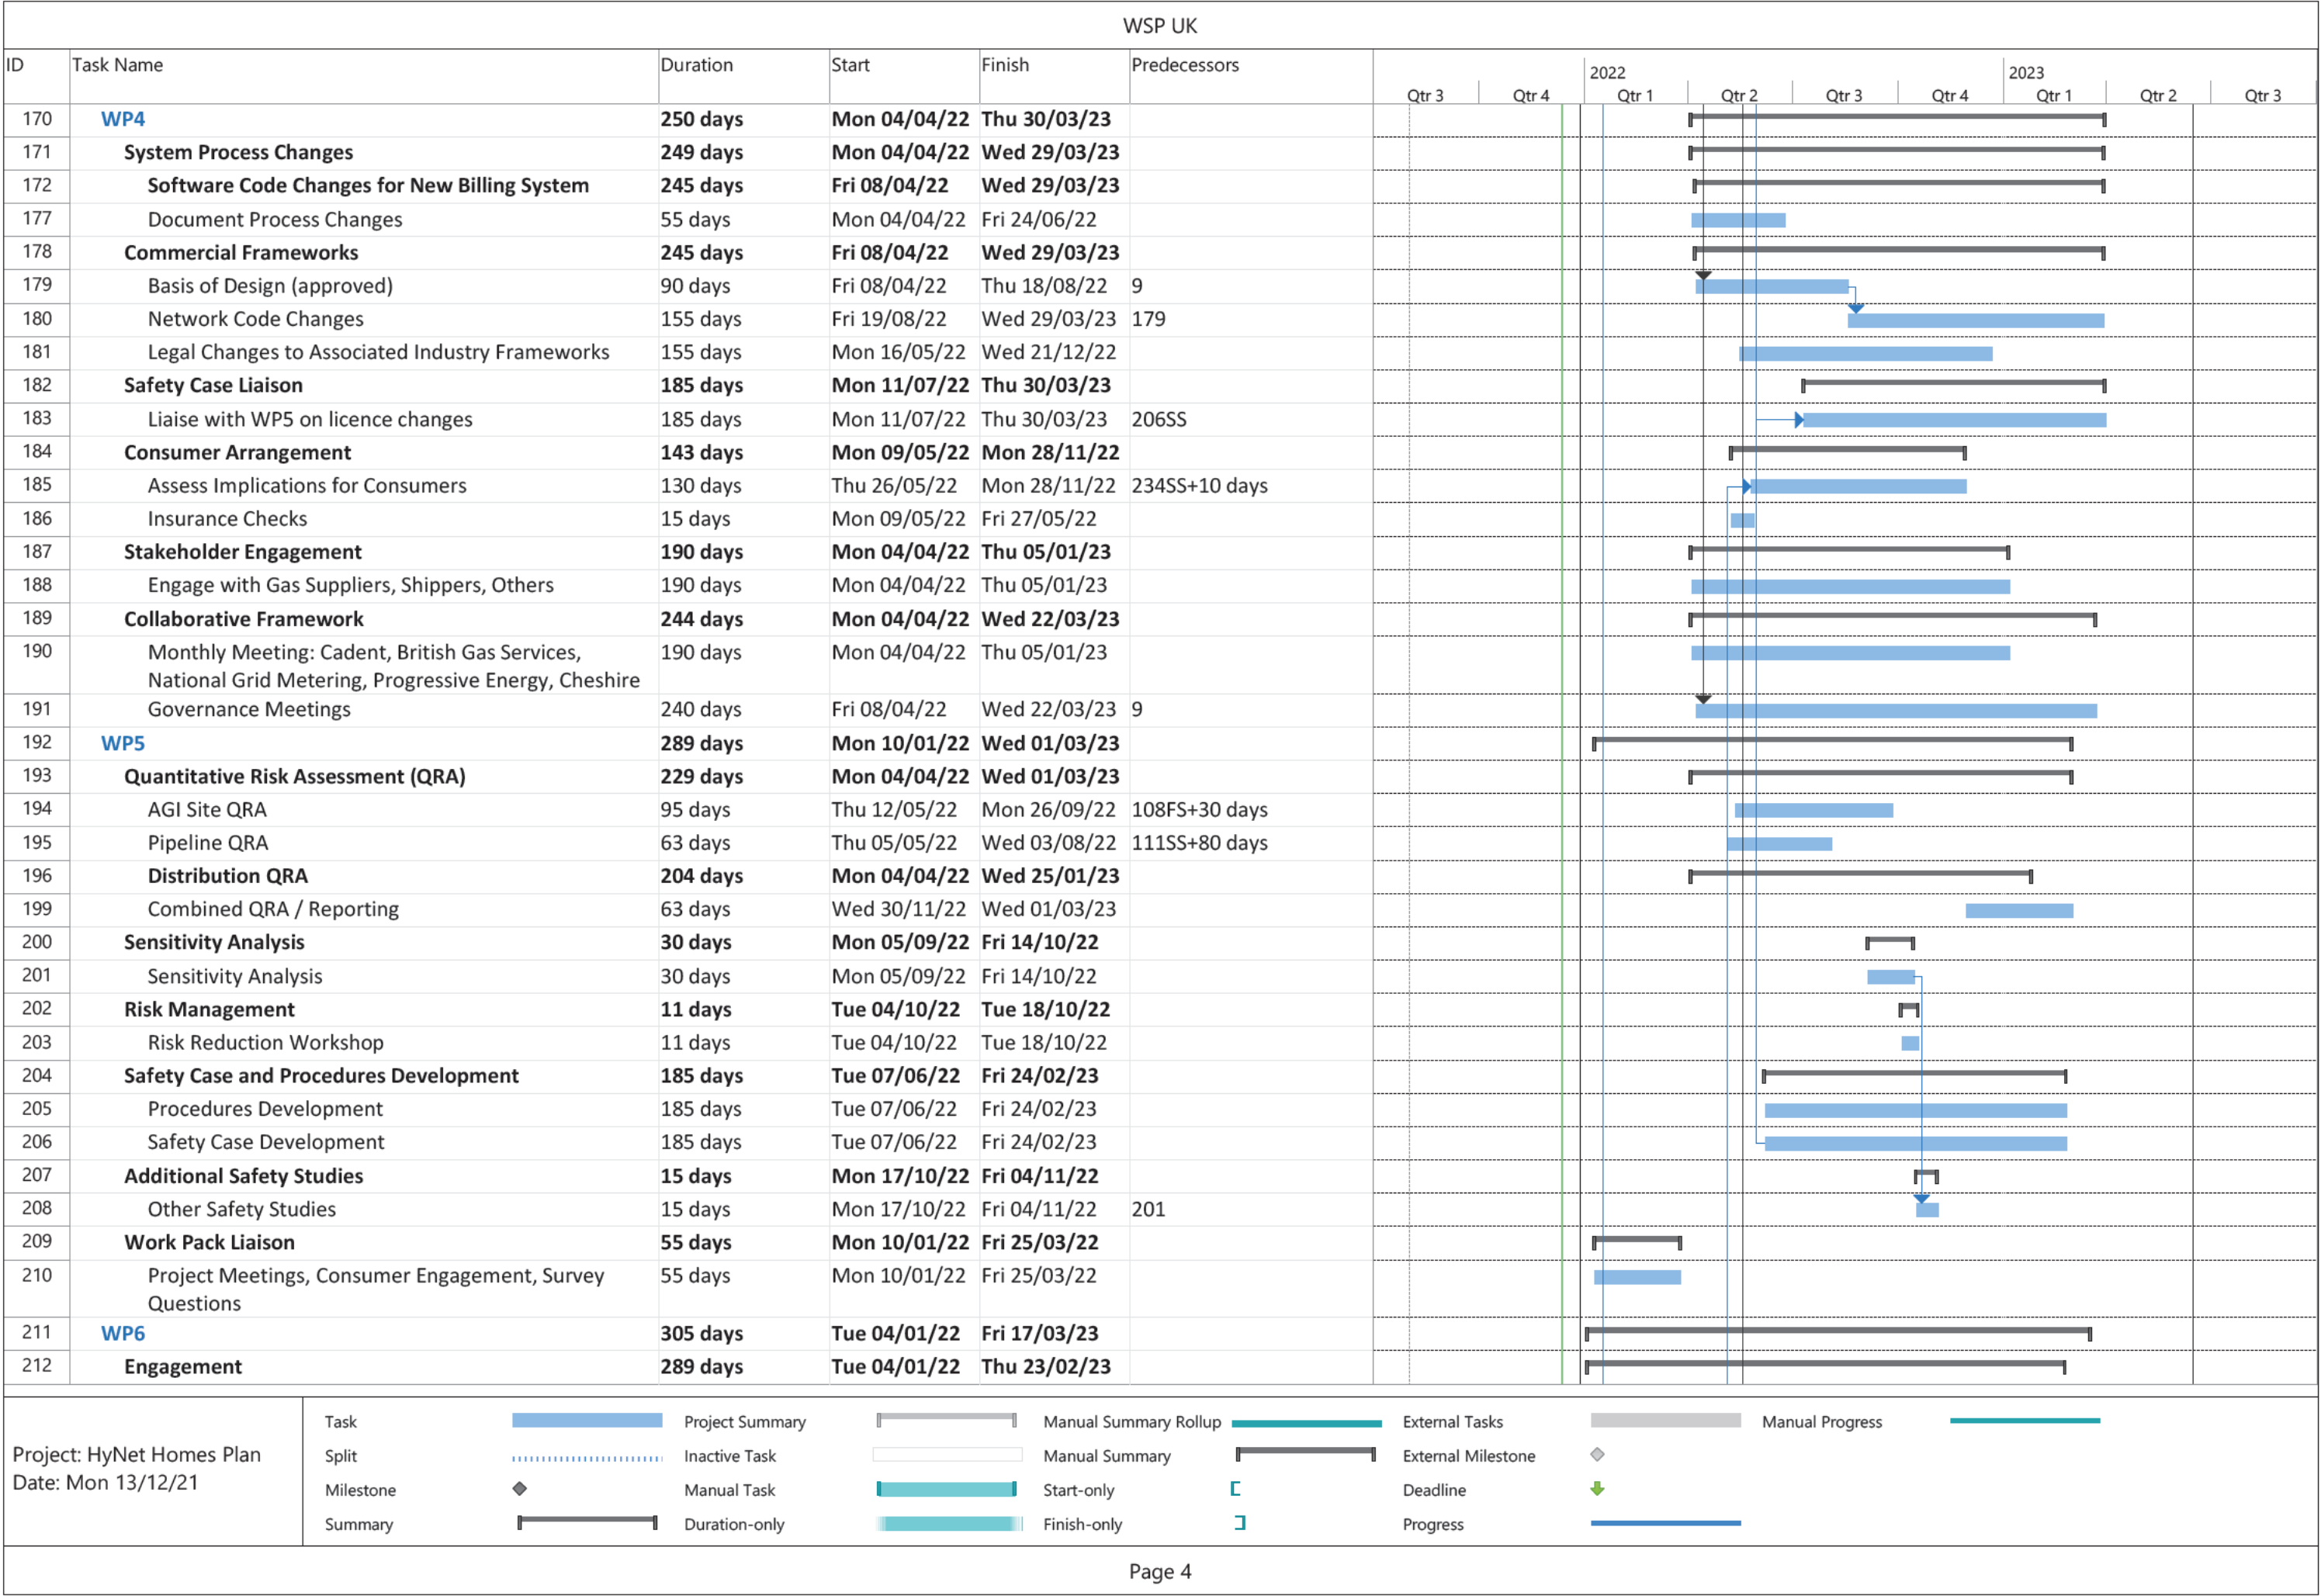 WSP UK
ID Task Name Duration Start Finish Predecessors
2022 2023
Qtr 3 Qtr 4 Qtr 1 Qtr 2 Qtr 3 Qtr 4 Qtr 1 Qtr 2 Qtr 3
170 WP4 250 days Mon 04/04/22 Thu 30/03/23
171 System Process Changes 249 days Mon 04/04/22 Wed 29/03/23
172 Software Code Changes for New Billing System 245 days Fri 08/04/22 Wed 29/03/23
177 Document Process Changes 55 days Mon 04/04/22 Fri 24/06/22
178 Commercial Frameworks 245 days Fri 08/04/22 Wed 29/03/23
179 Basis of Design (approved) 90 days Fri 08/04/22 Thu 18/08/22 9
180 Network Code Changes 155 days Fri 19/08/22 Wed 29/03/23 179
181 Legal Changes to Associated Industry Frameworks 155 days Mon 16/05/22 Wed 21/12/22
182 Safety Case Liaison 185 days Mon 11/07/22 Thu 30/03/23
183 Liaise with WP5 on licence changes 185 days Mon 11/07/22 Thu 30/03/23 206SS
184 Consumer Arrangement 143 days Mon 09/05/22 Mon 28/11/22
185 Assess Implications for Consumers 130 days Thu 26/05/22 Mon 28/11/22 234SS+10 days
186 Insurance Checks 15 days Mon 09/05/22 Fri 27/05/22
187 Stakeholder Engagement 190 days Mon 04/04/22 Thu 05/01/23
188 Engage with Gas Suppliers, Shippers, Others 190 days Mon 04/04/22 Thu 05/01/23
189 Collaborative Framework 244 days Mon 04/04/22 Wed 22/03/23
190 Monthly Meeting: Cadent, British Gas Services, 190 days Mon 04/04/22 Thu 05/01/23
National Grid Metering, Progressive Energy, Cheshire
191 Governance Meetings 240 days Fri 08/04/22 Wed 22/03/23 9
192 WP5 289 days Mon 10/01/22 Wed 01/03/23
193 Quantitative Risk Assessment (QRA) 229 days Mon 04/04/22 Wed 01/03/23
194 AGI Site QRA 95 days Thu 12/05/22 Mon 26/09/22 108FS+30 days
195 Pipeline QRA 63 days Thu 05/05/22 Wed 03/08/22 111SS+80 days
196 Distribution QRA 204 days Mon 04/04/22 Wed 25/01/23
199 Combined QRA / Reporting 63 days Wed 30/11/22 Wed 01/03/23
200 Sensitivity Analysis 30 days Mon 05/09/22 Fri 14/10/22
201 Sensitivity Analysis 30 days Mon 05/09/22 Fri 14/10/22
202 Risk Management 11 days Tue 04/10/22 Tue 18/10/22
203 Risk Reduction Workshop 11 days Tue 04/10/22 Tue 18/10/22
204 Safety Case and Procedures Development 185 days Tue 07/06/22 Fri 24/02/23
205 Procedures Development 185 days Tue 07/06/22 Fri 24/02/23
206 Safety Case Development 185 days Tue 07/06/22 Fri 24/02/23
207 Additional Safety Studies 15 days Mon 17/10/22 Fri 04/11/22
208 Other Safety Studies 15 days Mon 17/10/22 Fri 04/11/22 201
209 Work Pack Liaison 55 days Mon 10/01/22 Fri 25/03/22
210 Project Meetings, Consumer Engagement, Survey 55 days Mon 10/01/22 Fri 25/03/22
Questions
211 WP6 305 days Tue 04/01/22 Fri 17/03/23
212 Engagement 289 days Tue 04/01/22 Thu 23/02/23
Project: HyNet Homes Plan
Date: Mon 13/12/21
Task Project Summary Manual Summary Rollup External Tasks Manual Progress
Split Inactive Task Manual Summary External Milestone
Milestone Manual Task Start-only Deadline
Summary Duration-only Finish-only Progress
Page 4